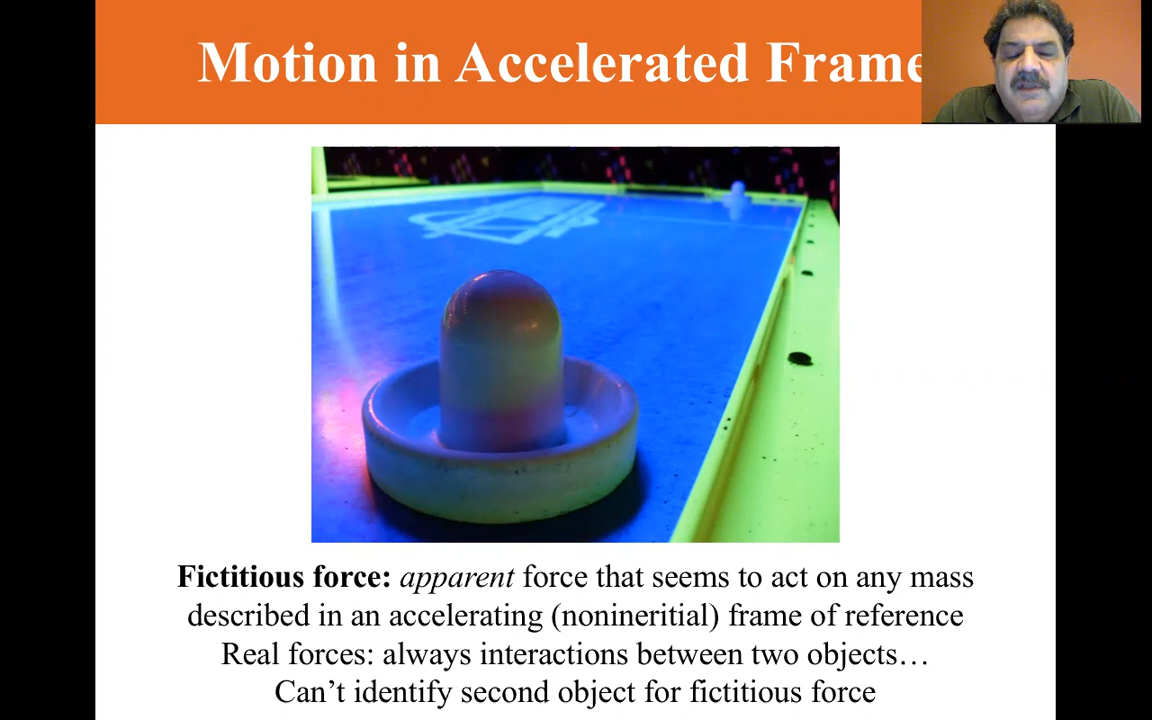 Motion in Accelerated Frame
Fictitious force: apparent force that seems to act on any mass
described in an accelerating (nonineritial) frame of reference
Real forces: always interactions between two objects…
Can’t identify second object for fictitious force